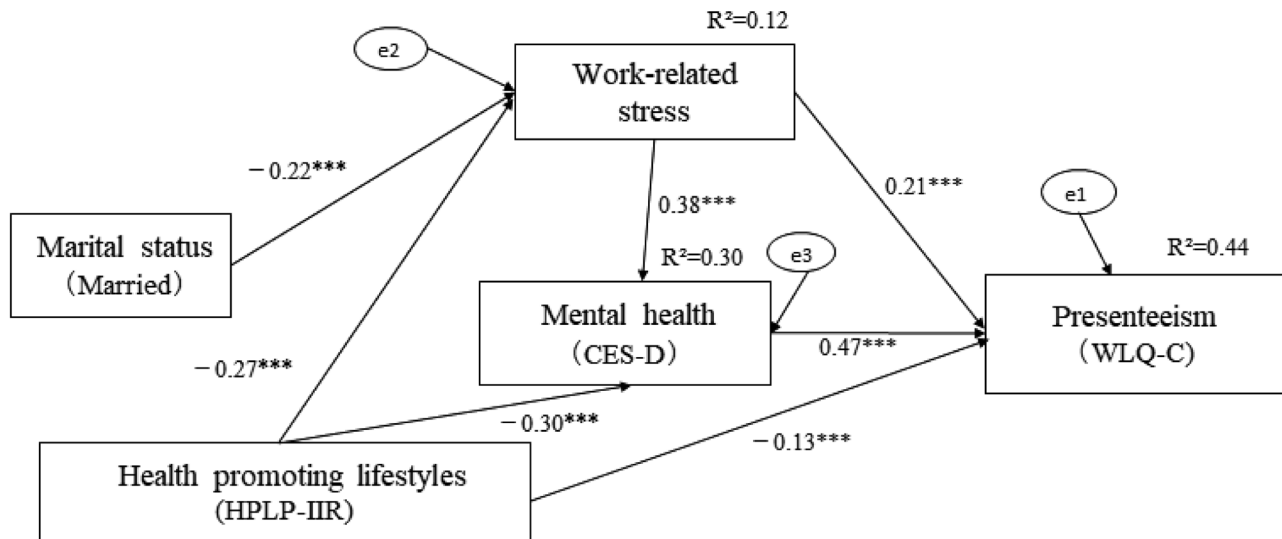 R²=0.12
e2
Work-related
stress
－0.22***
0.21***
e1
0.38***
Marital status
（Married）
R²=0.30
e3
R²=0.44
Mental health
（CES-D）
Presenteeism
（WLQ-C）
0.47***
－0.27***
－0.30***
－0.13***
Health promoting lifestyles
(HPLP-IIR)